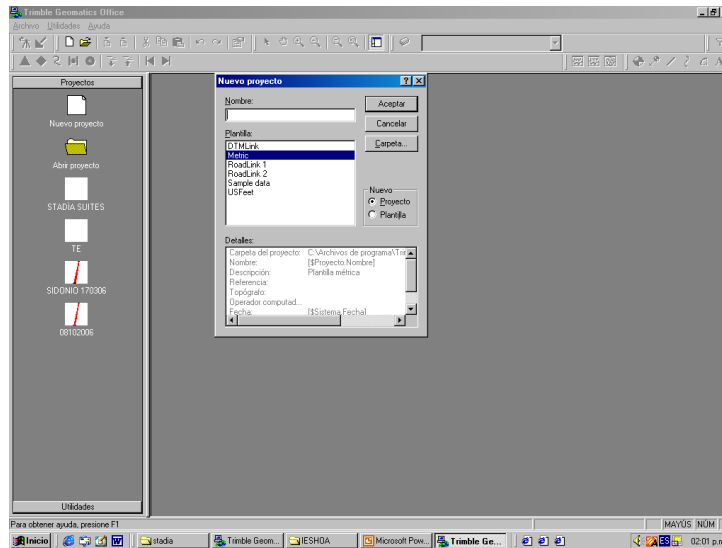 Trimble Geomatics Office
Archivo Utilidades Ayuda
Proyectos
Nuevo proyecto
Abrir proyecto
STADÍA SUITES
TE
SIDONIO 170306
08102006
Utilidades
Nuevo proyecto
Nombre:
Aceptar
Cancelar
Carpeta...
Plantilla:
DTMLink
Metric
RoadLink 1
RoadLink 2
Sample data
USFeet
Nuevo
Proyecto
Plantilla
Detalles:
Carpeta del proyecto: C:\Archivos de programa\Trim
Nombre: [$Proyecto.Nombre]
Descripción: Plantilla métrica
Referencia:
Topógrafo:
Operador computad...
Fecha: [$Sistema.Fecha]
Para obtener ayuda, presione F1
MAYÚS NÚM
Inicio stadia Trimble Geom... IESHOA Microsoft Pow... Trimble Ge... ES 02:01 p.m.